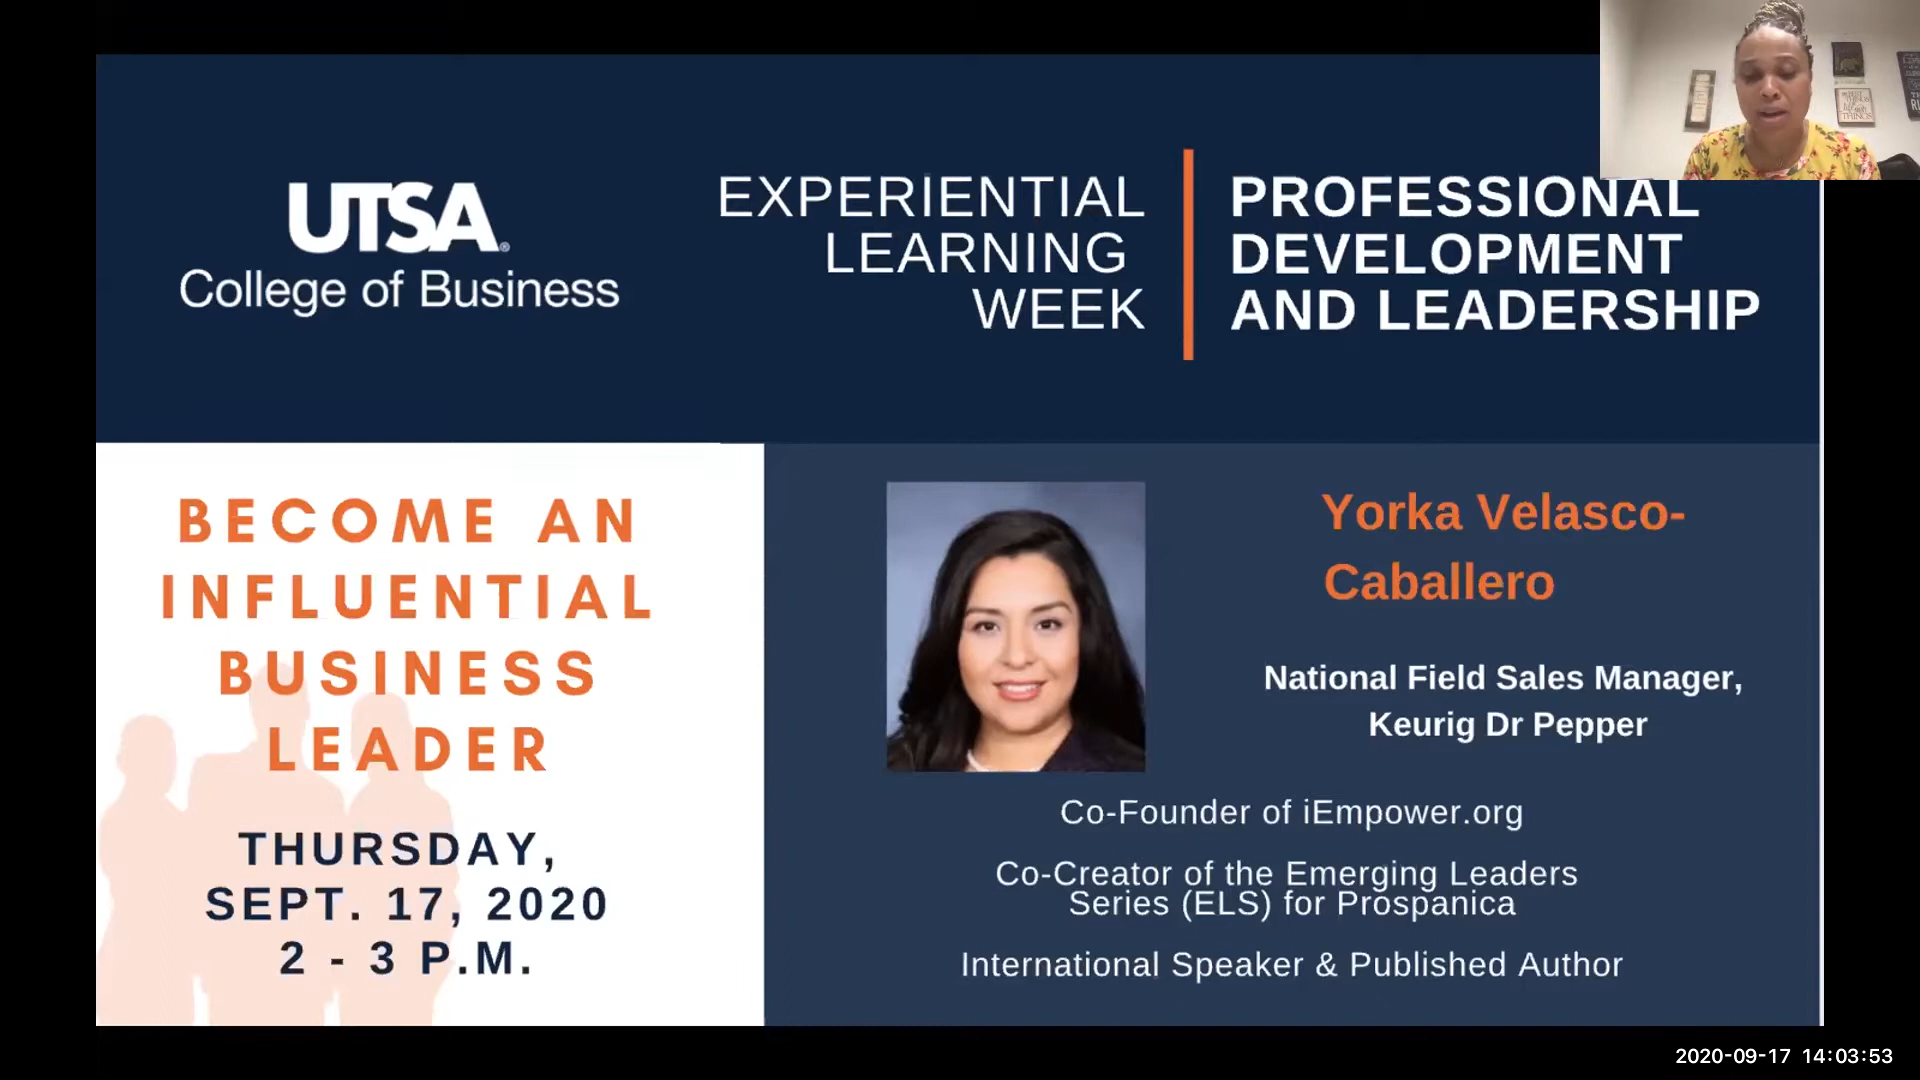 UTSA®
College of Business
EXPERIENTIAL
LEARNING
WEEK
PROFESSIONAL
DEVELOPMENT
AND LEADERSHIP
BECOME AN
INFLUENTIAL
BUSINESS
LEADER
THURSDAY,
SEPT. 17, 2020
2 - 3 P.M.
Yorka Velasco-
Caballero
National Field Sales Manager,
Keurig Dr Pepper
Co-Founder of iEmpower.org
Co-Creator of the Emerging Leaders
Series (ELS) for Prospanica
International Speaker & Published Author
THINGS
2020-09-17 14:03:53